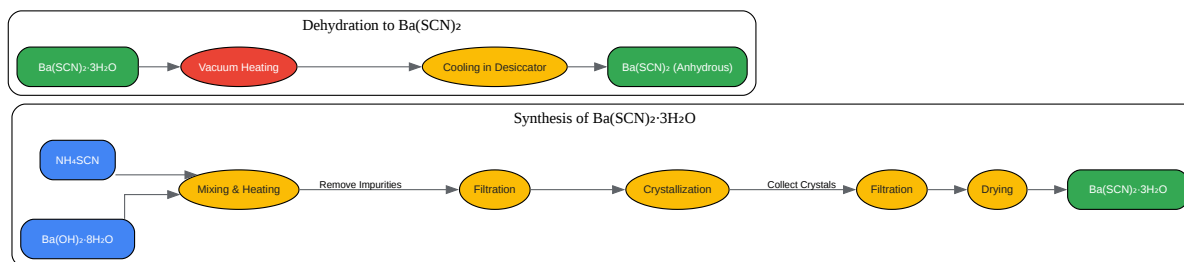 Dehydration to Ba(SCN)₂
Ba(SCN)₂·3H₂O
Vacuum Heating
Cooling in Desiccator
Ba(SCN)₂ (Anhydrous)
Synthesis of Ba(SCN)₂·3H₂O
NH₄SCN
Ba(OH)₂·8H₂O
Mixing & Heating
Remove Impurities
Filtration
Crystallization
Collect Crystals
Filtration
Drying
Ba(SCN)₂·3H₂O